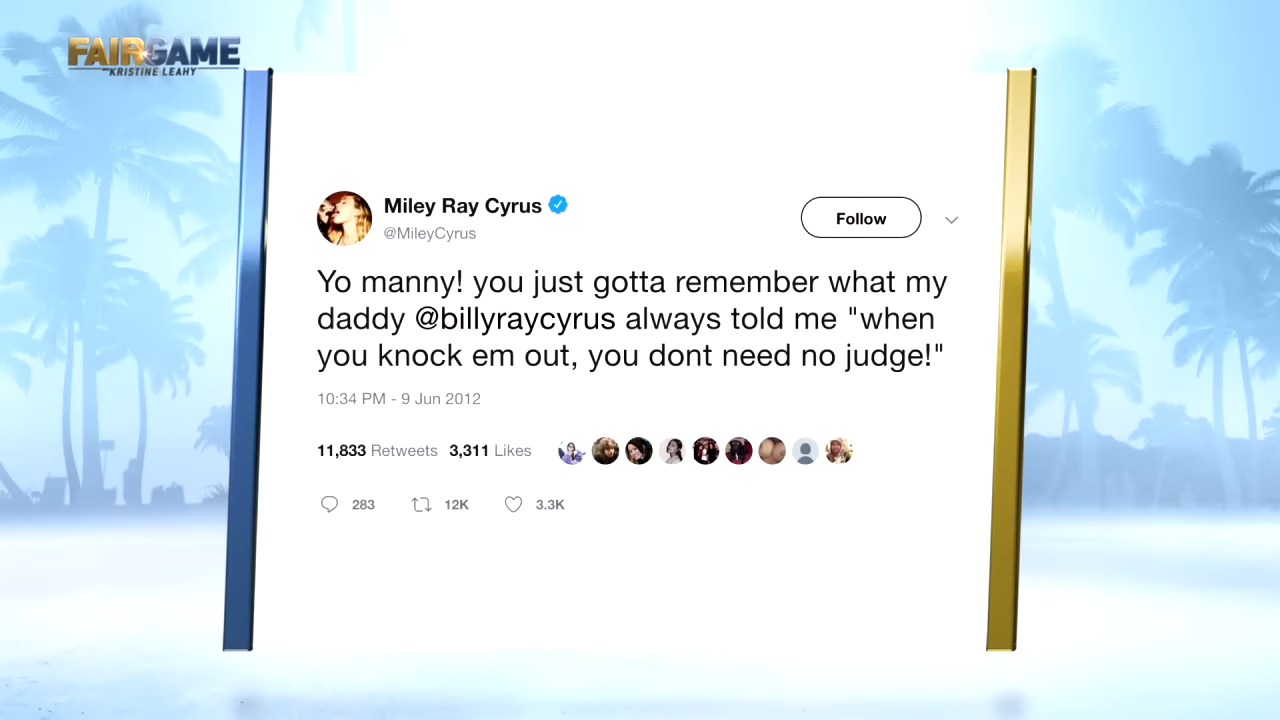 FAIRGAME
KRISTINE LEAHY
Miley Ray Cyrus
@MileyCyrus
Follow
Yo manny! you just gotta remember what my
daddy @billyraycyrus always told me "when
you knock em out, you dont need no judge!"
10:34 PM - 9 Jun 2012
11,833 Retweets 3,311 Likes
283 12K 3.3K